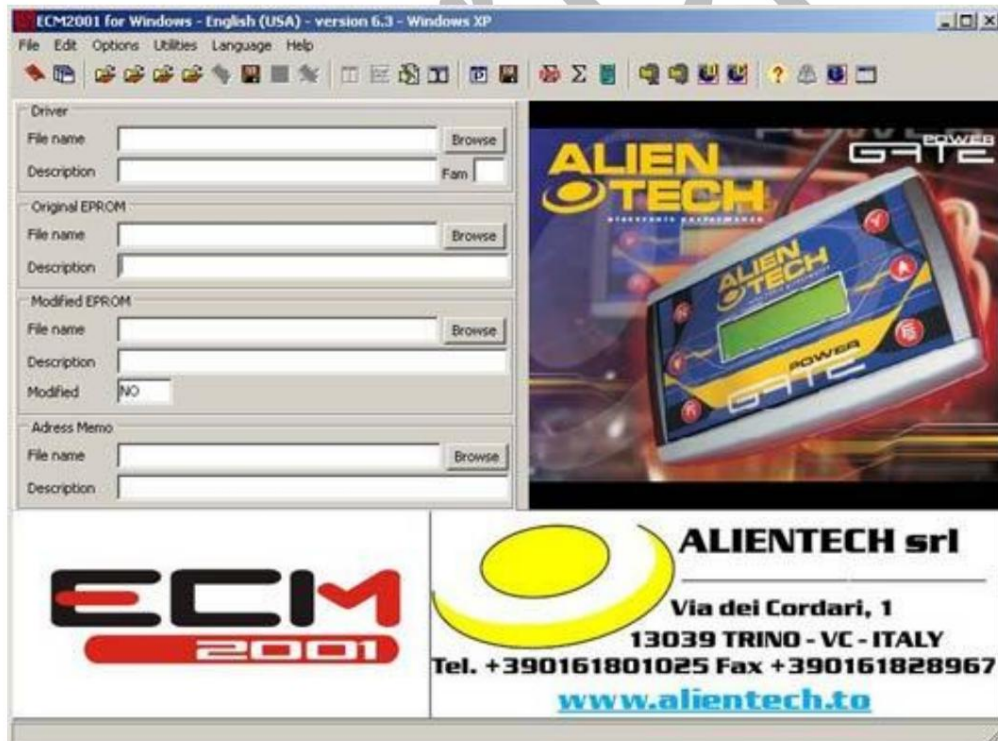 ECM2001 for Windows - English (USA) - version 6.3 - Windows XP
File Edit Options Utilities Language Help
Driver
File name Browse
Description Fam
Original EPROM
File name Browse
Description
Modified EPROM
File name Browse
Description
Modified NO
Adress Memo
File name Browse
Description
POWER
GATE
ALIEN
TECH
electronic performance
ALIEN
TECH
POWER
GATE
ECM
2001
ALIENTECH srl
Via dei Cordari, 1
13039 TRINO - VC - ITALY
Tel. +390161801025 Fax +390161828967
www.alientech.to